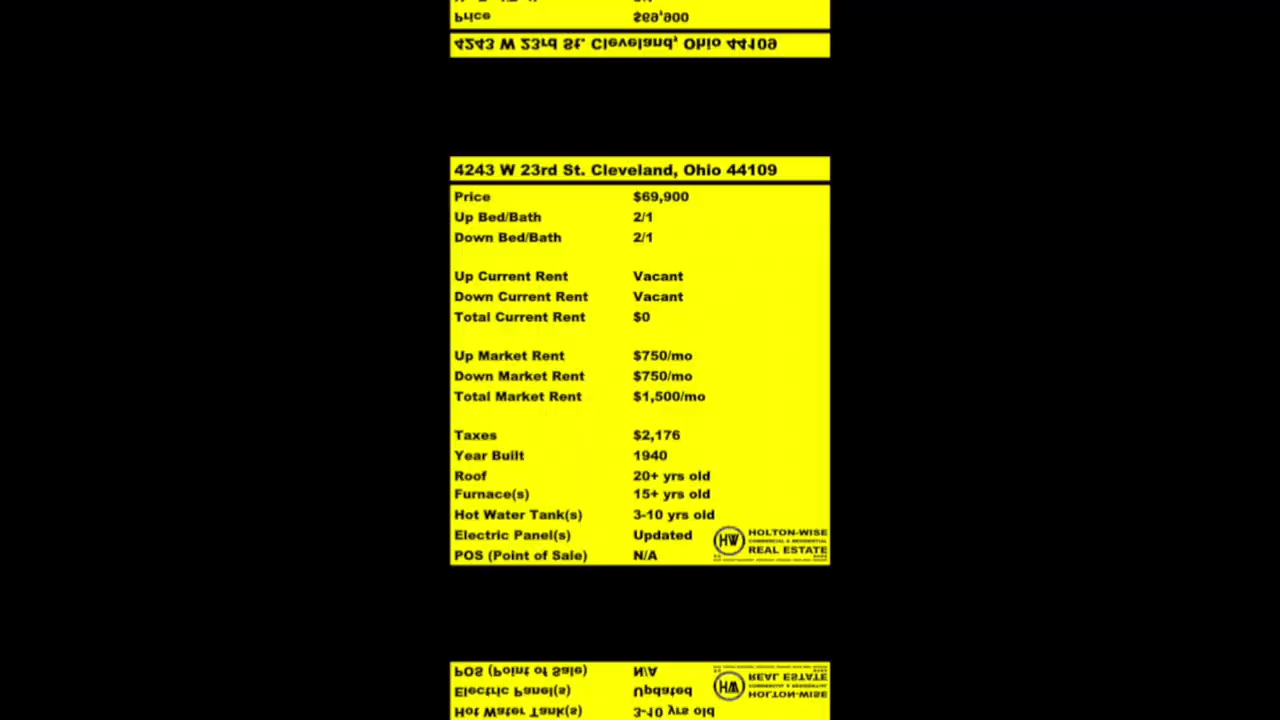 Price $69,900
4243 W 23rd St. Cleveland, Ohio 44109
4243 W 23rd St. Cleveland, Ohio 44109
Price $69,900
Up Bed/Bath 2/1
Down Bed/Bath 2/1
Up Current Rent Vacant
Down Current Rent Vacant
Total Current Rent $0
Up Market Rent $750/mo
Down Market Rent $750/mo
Total Market Rent $1,500/mo
Taxes $2,176
Year Built 1940
Roof 20+ yrs old
Furnace(s) 15+ yrs old
Hot Water Tank(s) 3-10 yrs old
Electric Panel(s) Updated
POS (Point of Sale) N/A
HW HOLTON-WISE
COMMERCIAL & RESIDENTIAL
REAL ESTATE
POS (Point of Sale) N/A
REAL ESTATE
COMMERCIAL & RESIDENTIAL
Electric Panel(s) Updated
HW HOLTON-WISE
Hot Water Tank(s) 3-10 yrs old